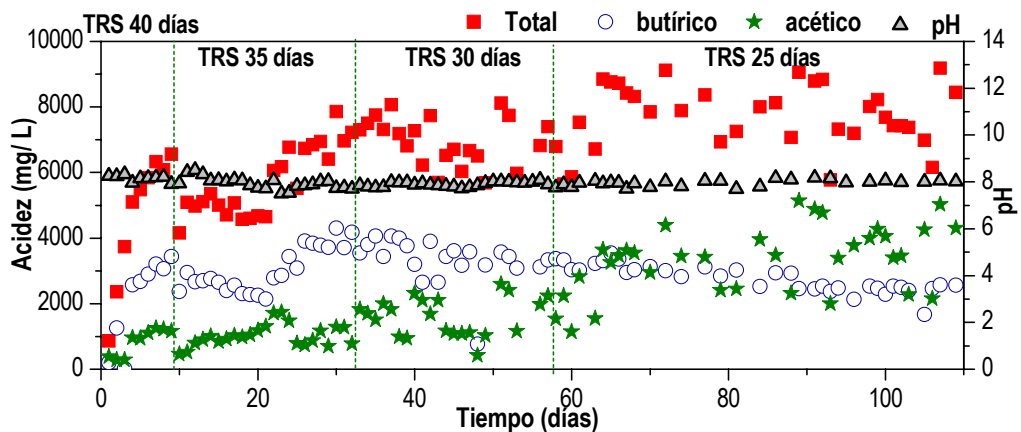 TRS 40 días
Total butírico acético pH
TRS 35 días TRS 30 días TRS 25 días
10000
8000
6000
4000
2000
0
Acidez (mg/ L)
14
12
10
8
6
4
2
0
pH
0 20 40 60 80 100
Tiempo (días)